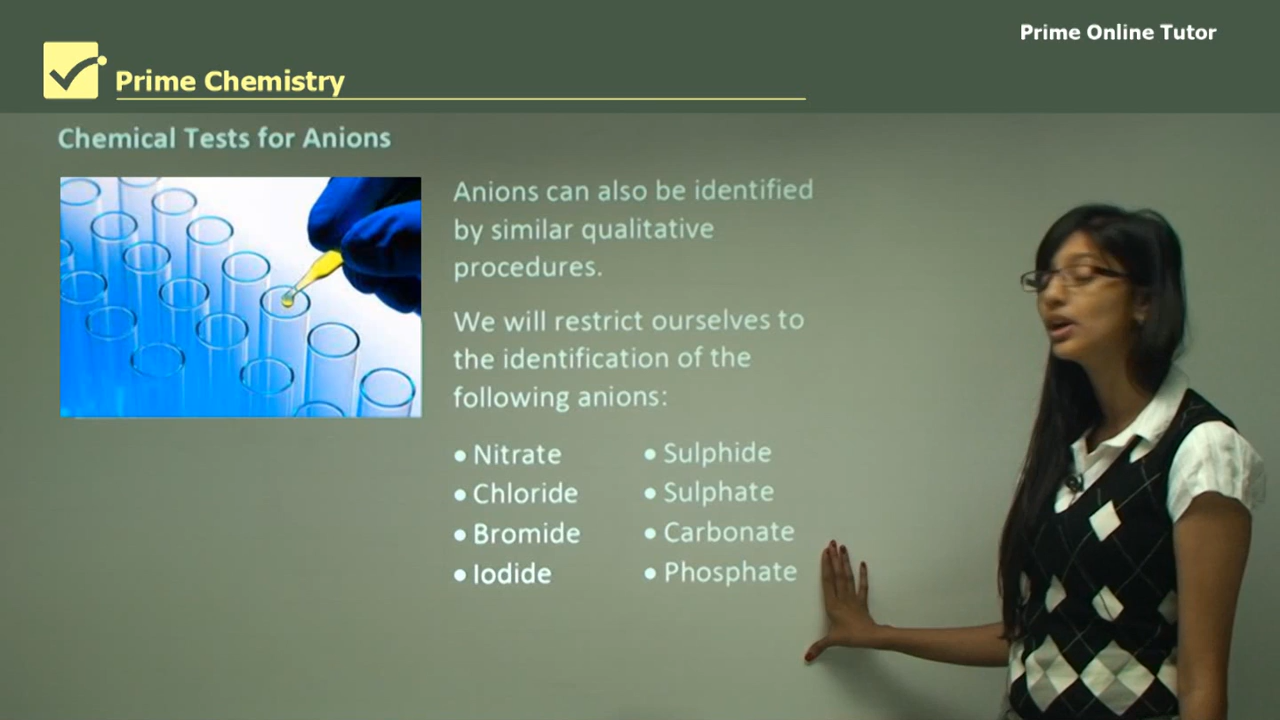 Prime Online Tutor
Prime Chemistry
Chemical Tests for Anions
Anions can also be identified
by similar qualitative
procedures.
We will restrict ourselves to
the identification of the
following anions:
• Nitrate
• Chloride
• Bromide
• Iodide
• Sulphide
• Sulphate
• Carbonate
• Phosphate